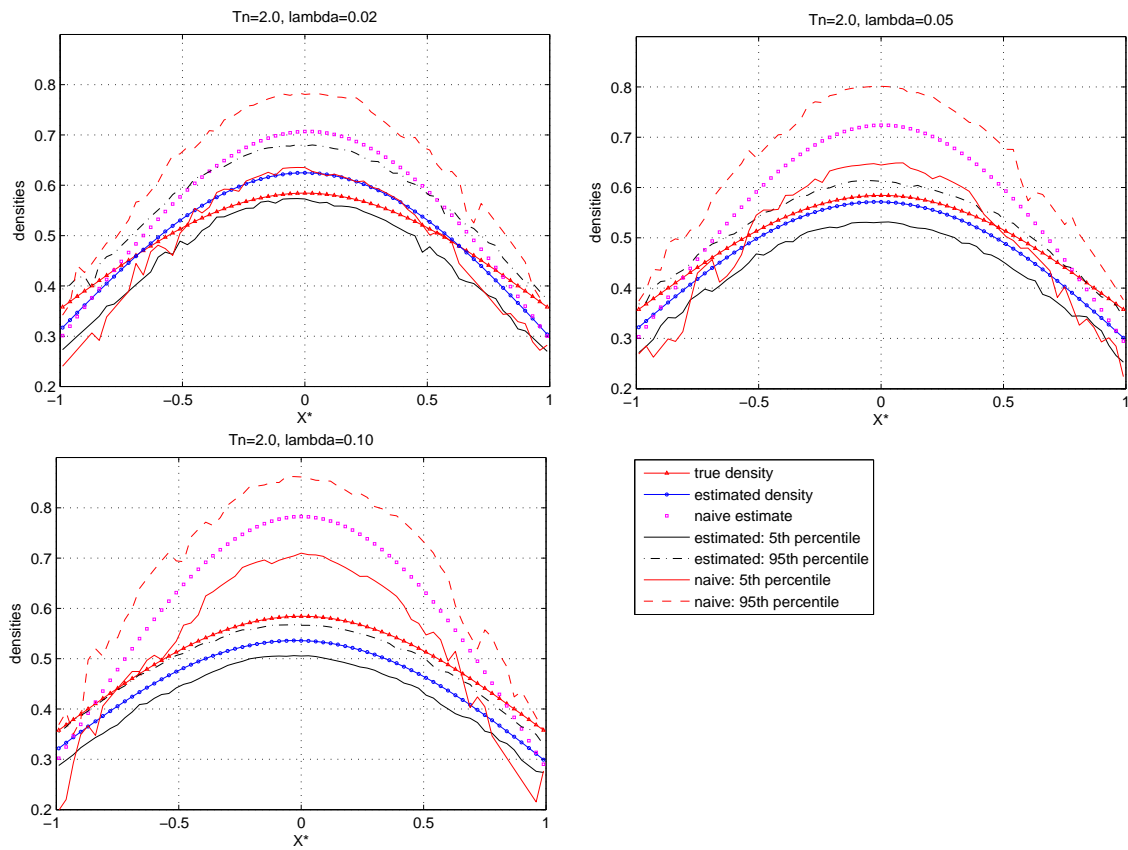 Tn=2.0, lambda=0.02
densities
0.8
0.7
0.6
0.5
0.4
0.3
0.2
−1
−0.5
0
0.5
1
X*
Tn=2.0, lambda=0.05
densities
0.8
0.7
0.6
0.5
0.4
0.3
0.2
−1
−0.5
0
0.5
1
X*
Tn=2.0, lambda=0.10
densities
0.8
0.7
0.6
0.5
0.4
0.3
0.2
−1
−0.5
0
0.5
1
X*
true density
estimated density
naive estimate
estimated: 5th percentile
estimated: 95th percentile
naive: 5th percentile
naive: 95th percentile